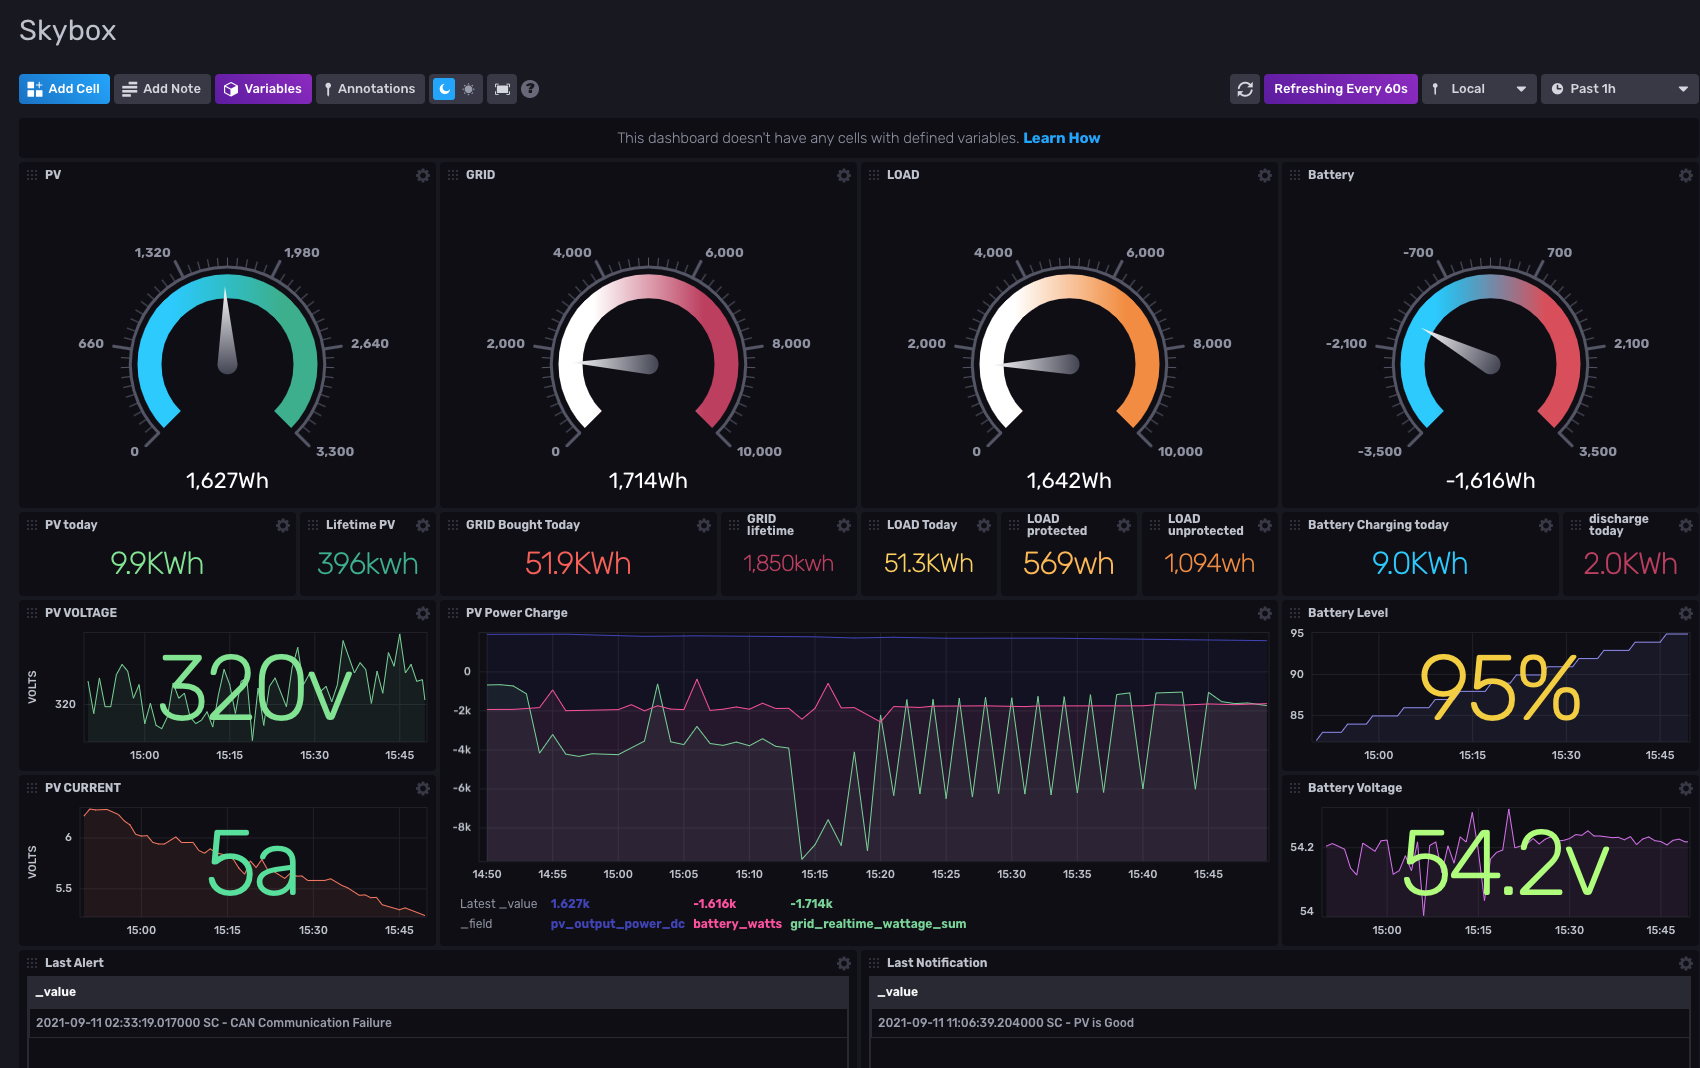 Skybox
Add Cell Add Note Variables Annotations ? Refreshing Every 60s Local Past 1h
This dashboard doesn't have any cells with defined variables. Learn How
PV
1,320 1,980
660 2,640
0 3,300
1,627Wh
GRID
4,000 6,000
2,000 8,000
0 10,000
1,714Wh
LOAD
4,000 6,000
2,000 8,000
0 10,000
1,642Wh
Battery
-700 700
-2,100 2,100
-3,500 3,500
-1,616Wh
PV today
9.9KWh
Lifetime PV
396kwh
GRID Bought Today
51.9KWh
GRID
lifetime
1,850kwh
LOAD Today
51.3KWh
LOAD
protected
569wh
LOAD
unprotected
1,094wh
Battery Charging today
9.0KWh
discharge
today
2.0KWh
PV VOLTAGE
VOLTS
320
320v
15:00 15:15 15:30 15:45
PV CURRENT
VOLTS
6
5.5
5a
15:00 15:15 15:30 15:45
PV Power Charge
0
-2k
-4k
-6k
-8k
14:50 14:55 15:00 15:05 15:10 15:15 15:20 15:25 15:30 15:35 15:40 15:45
Latest _value 1.627k -1.616k -1.714k
_field pv_output_power_dc battery_watts grid_realtime_wattage_sum
Battery Level
95
90
85
95%
15:00 15:15 15:30 15:45
Battery Voltage
54.2
54
54.2v
15:00 15:15 15:30 15:45
Last Alert
_value
2021-09-11 02:33:19.017000 SC - CAN Communication Failure
Last Notification
_value
2021-09-11 11:06:39.204000 SC - PV is Good